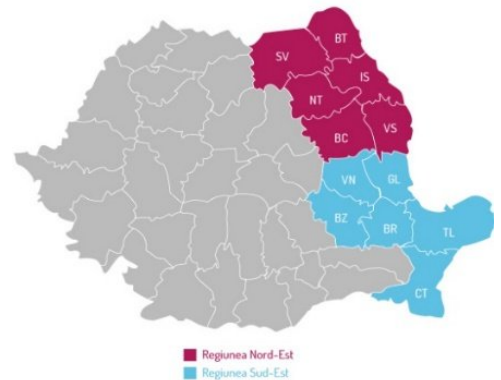 BT
SV
IS
NT
BC
VS
VN
GL
BZ
BR
TL
CT
Regiunea Nord-Est
Regiunea Sud-Est